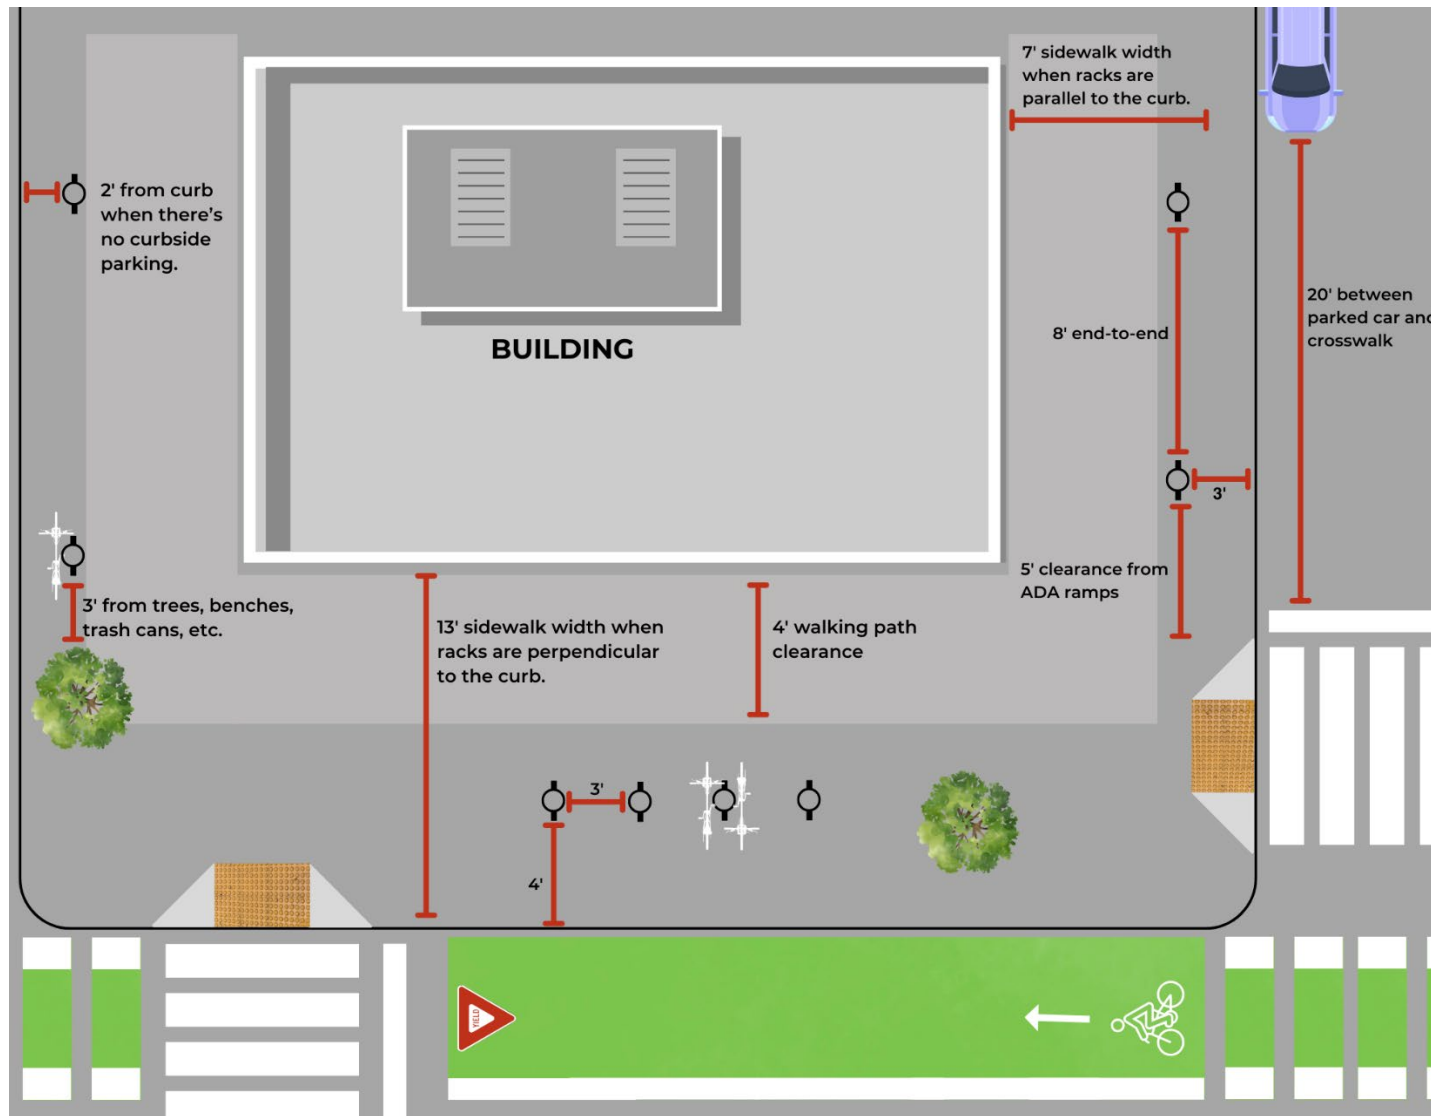 7' sidewalk width
when racks are
parallel to the curb.
2' from curb
when there's
no curbside
parking.
20' between
parked car and
crosswalk
8' end-to-end
BUILDING
3'
5' clearance from
ADA ramps
3' from trees, benches,
trash cans, etc.
13' sidewalk width when
racks are perpendicular
to the curb.
4' walking path
clearance
3'
4'
YIELD